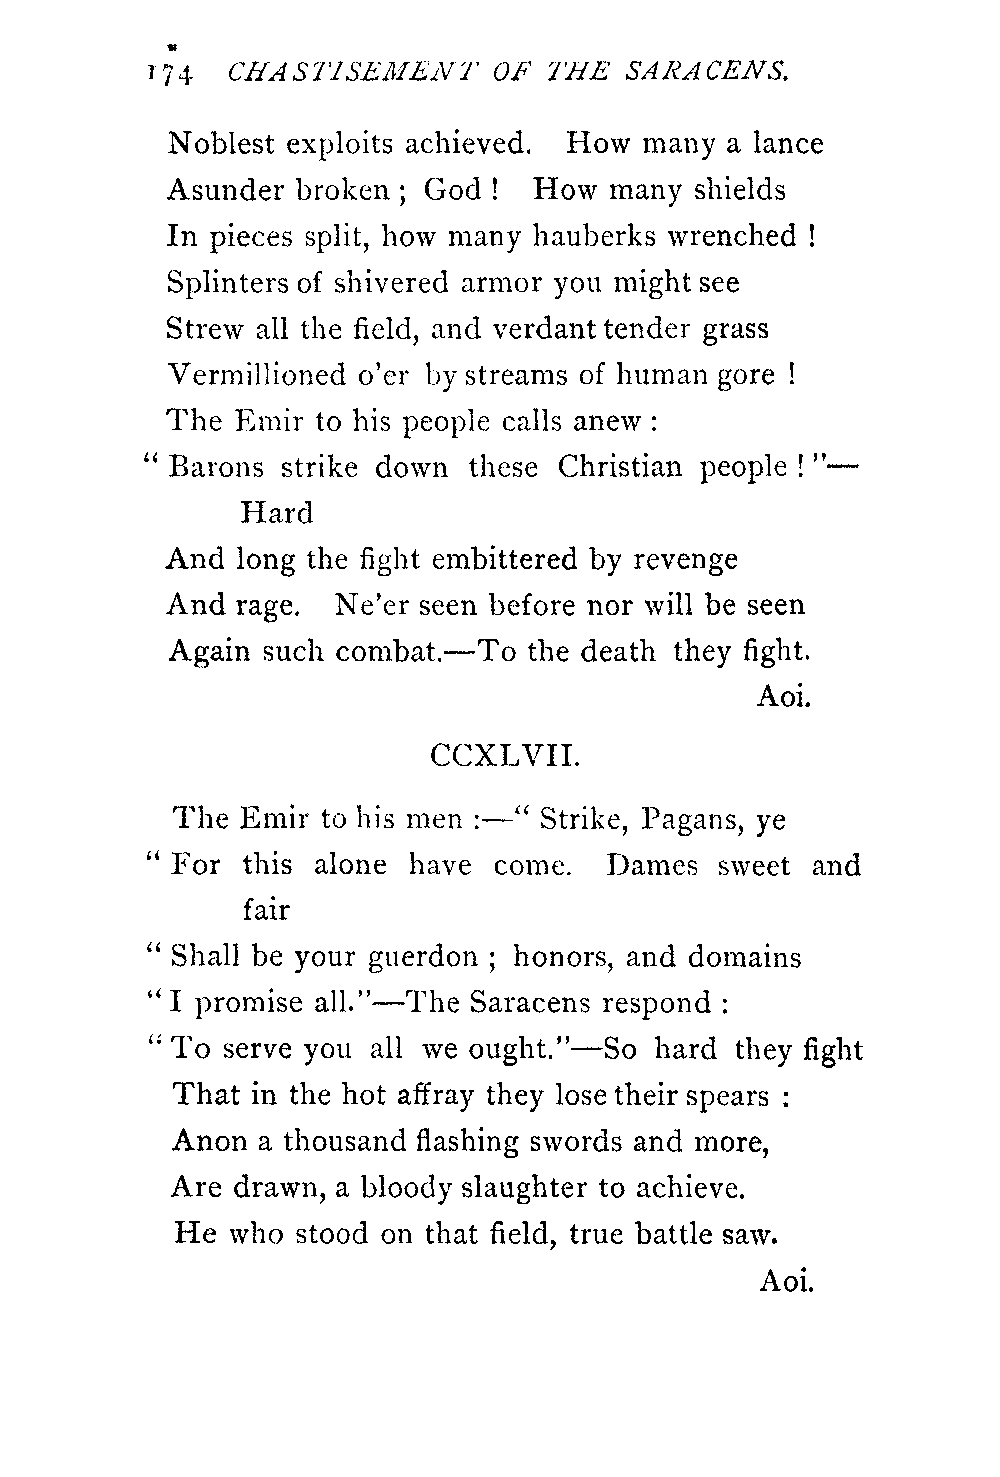 174 CHASTISEMENT OF THE SARACENS.
Noblest exploits achieved. How many a lance
Asunder broken ; God ! How many shields
In pieces split, how many hauberks wrenched !
Splinters of shivered armor you might see
Strew all the field, and verdant tender grass
Vermillioned o'er by streams of human gore !
The Emir to his people calls anew :
“ Barons strike down these Christian people ! ”—
Hard
And long the fight embittered by revenge
And rage. Ne'er seen before nor will be seen
Again such combat.—To the death they fight.
Aoi.
CCXLVII.
The Emir to his men :—“ Strike, Pagans, ye
“ For this alone have come. Dames sweet and
fair
“ Shall be your guerdon ; honors, and domains
“ I promise all.”—The Saracens respond :
“ To serve you all we ought.”—So hard they fight
That in the hot affray they lose their spears :
Anon a thousand flashing swords and more,
Are drawn, a bloody slaughter to achieve.
He who stood on that field, true battle saw.
Aoi.